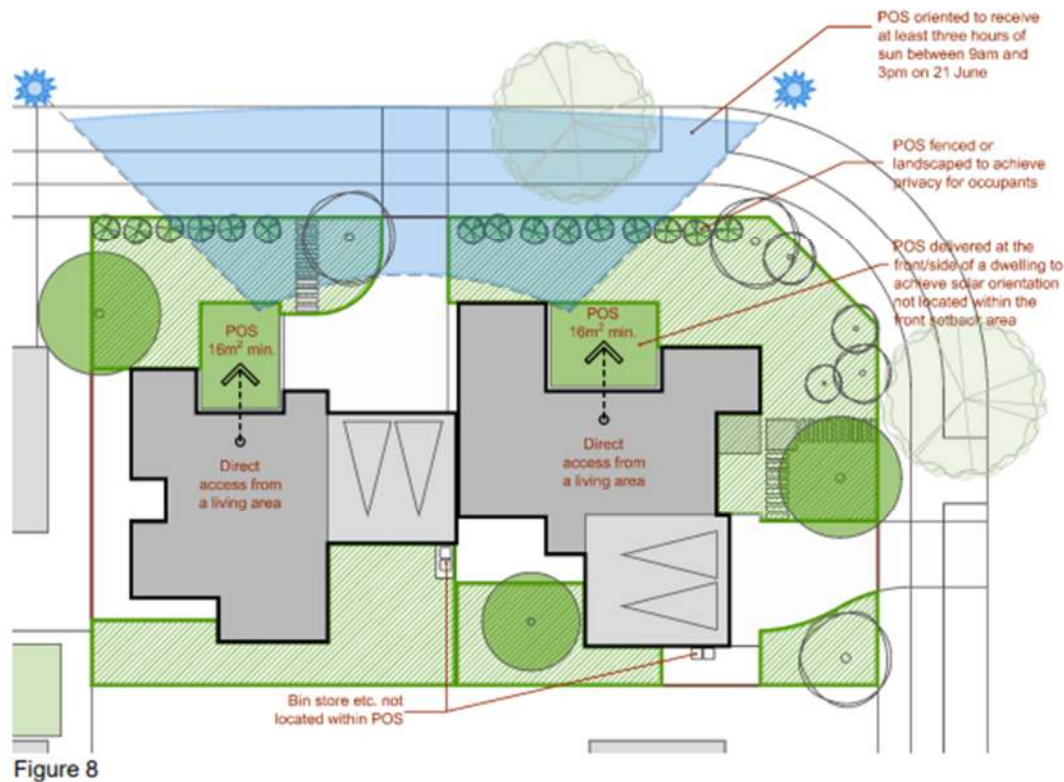 POS oriented to receive
at least three hours of
sun between 9am and
3pm on 21 June
POS fenced or
landscaped to achieve
privacy for occupants
POS delivered at the
front/side of a dwelling to
achieve solar orientation
not located within the
front setback area
POS
16m² min.
POS
16m² min.
Direct
access from
a living area
Direct
access from
a living area
Bin store etc. not
located within POS
Figure 8